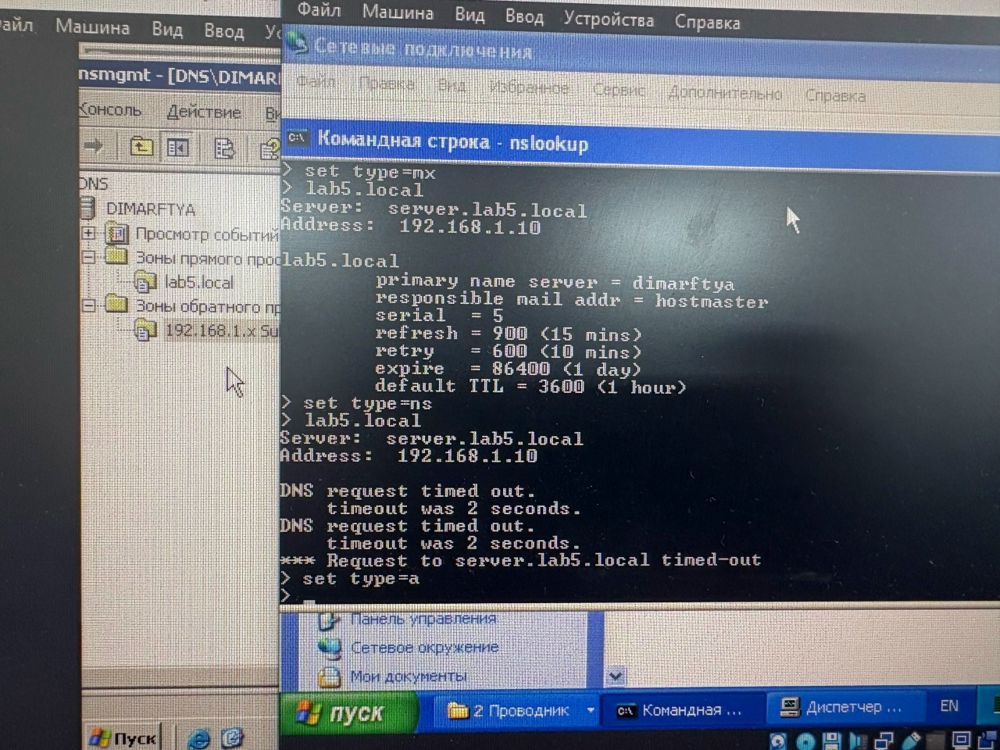 Машина Вид Ввод
Файл Машина Вид Ввод Устройства Справка
Сетевые подключения
Файл Правка Вид Избранное Сервис Дополнительно Справка
nsmgmt - [DNS\DIMARF
Консоль Действие
DNS
DIMARFTYA
Просмотр событий
Зоны прямого прос
lab5.local
Зоны обратного пр
192.168.1.x Su
C:\ Командная строка - nslookup
> set type=mx
> lab5.local
Server: server.lab5.local
Address: 192.168.1.10
lab5.local
primary name server = dimarftya
responsible mail addr = hostmaster
serial = 5
refresh = 900 (15 mins)
retry = 600 (10 mins)
expire = 86400 (1 day)
default TTL = 3600 (1 hour)
> set type=ns
> lab5.local
Server: server.lab5.local
Address: 192.168.1.10
DNS request timed out.
timeout was 2 seconds.
DNS request timed out.
timeout was 2 seconds.
*** Request to server.lab5.local timed-out
> set type=a
>
Панель управления
Сетевое окружение
Мои документы
Пуск
пуск
2 Проводник
C:\ Командная ...
Диспетчер ...
EN